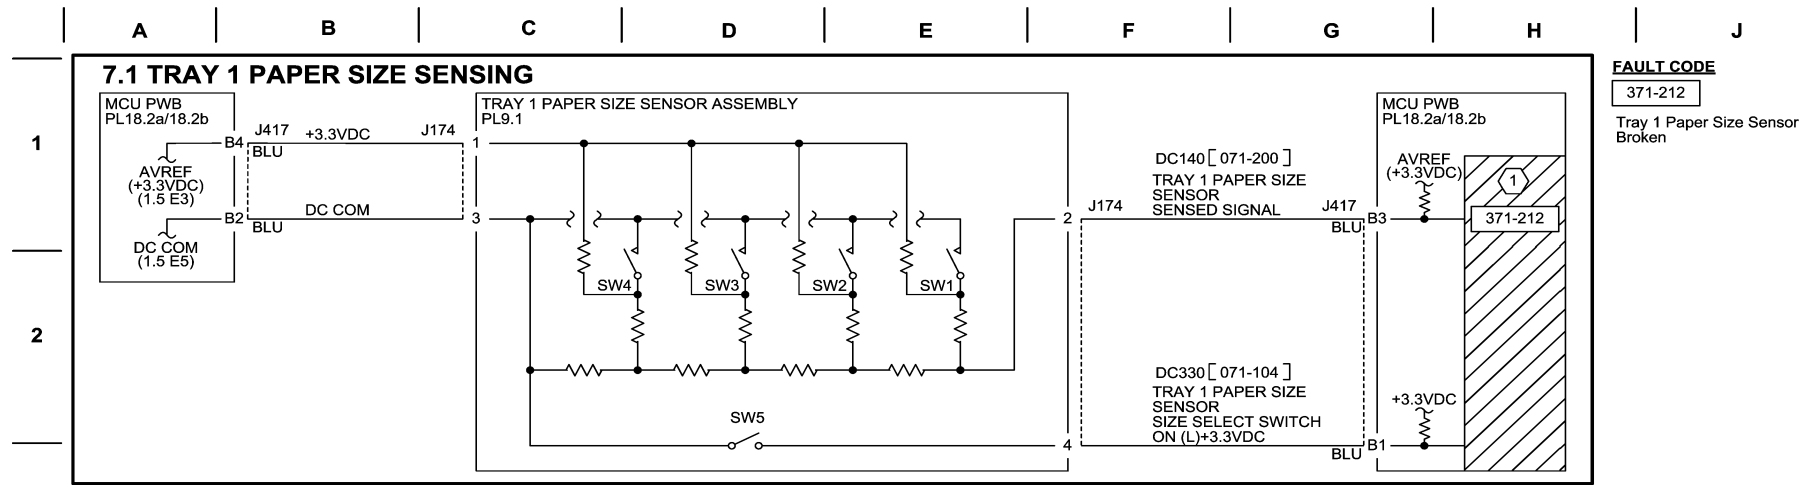 A B C D E F G H J
1
2
7.1 TRAY 1 PAPER SIZE SENSING
MCU PWB
PL18.2a/18.2b
B4
J417
BLU
+3.3VDC
J174
1
AVREF
(+3.3VDC)
(1.5 E3)
B2
BLU
DC COM
3
DC COM
(1.5 E5)
TRAY 1 PAPER SIZE SENSOR ASSEMBLY
PL9.1
SW4
SW3
SW2
SW1
SW5
2
J174
4
DC140 [ 071-200 ]
TRAY 1 PAPER SIZE
SENSOR
SENSED SIGNAL
J417
BLU
B3
DC330 [ 071-104 ]
TRAY 1 PAPER SIZE
SENSOR
SIZE SELECT SWITCH
ON (L)+3.3VDC
BLU
B1
MCU PWB
PL18.2a/18.2b
AVREF
(+3.3VDC)
1
371-212
+3.3VDC
FAULT CODE
371-212
Tray 1 Paper Size Sensor
Broken